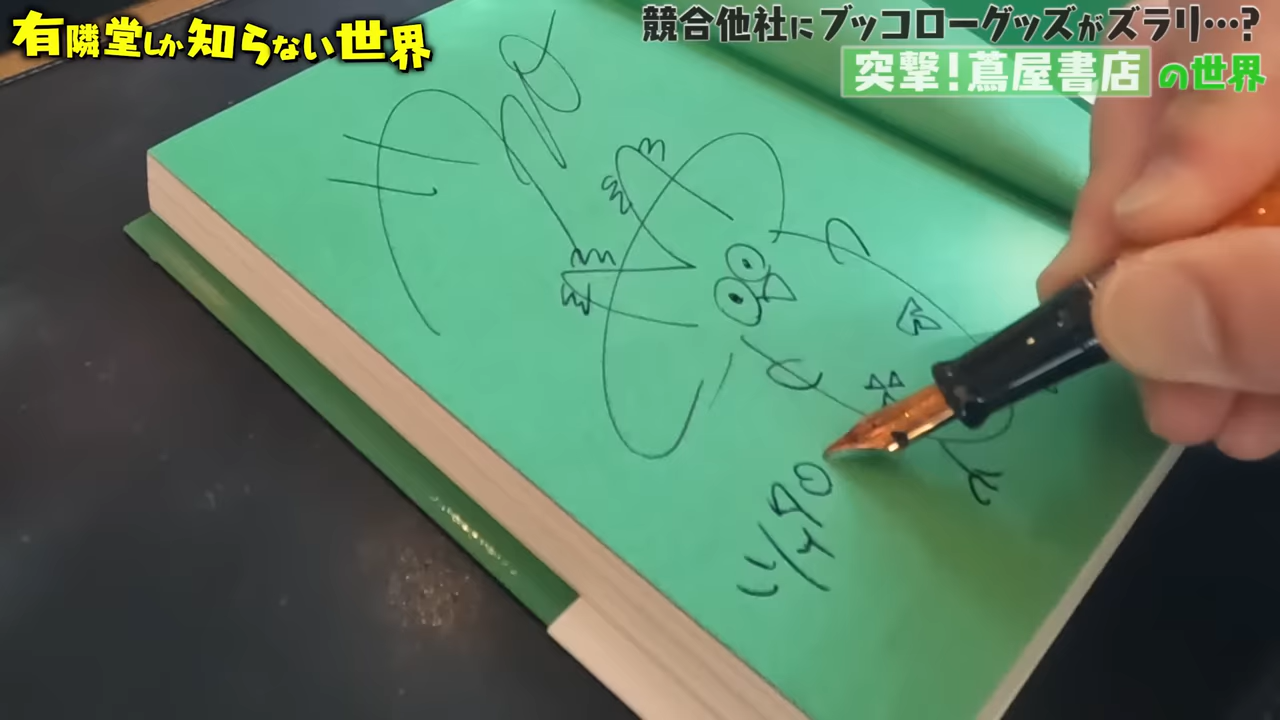 有隣堂しか知らない世界
競合他社にブッコローグッズがズラリ…?
突撃!蔦屋書店の世界